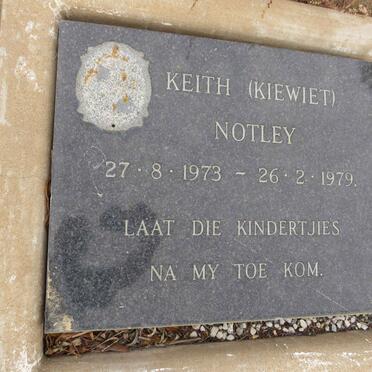 KEITH (KIEWIET)
NOTLEY
27·8·1973 - 26·2·1979.
LAAT DIE KINDERTJIES
NA MY TOE KOM.